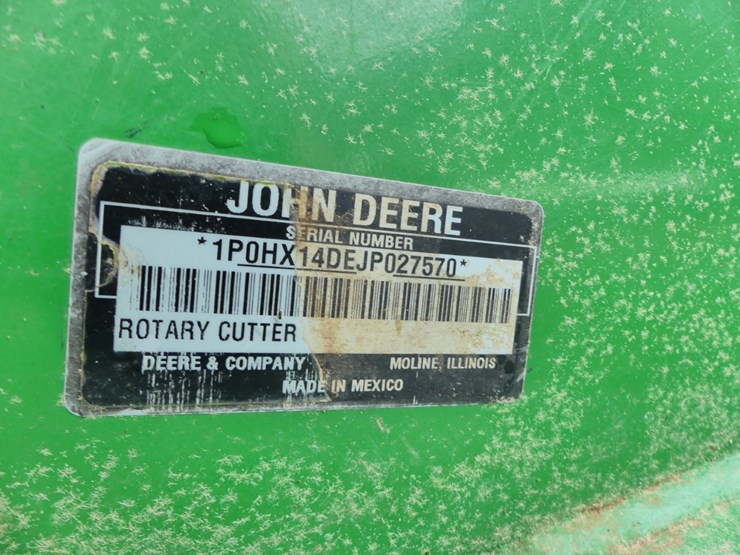 JOHN DEERE
SERIAL NUMBER
*1P0HX14DEJP027570*
ROTARY CUTTER
DEERE & COMPANY MOLINE, ILLINOIS
MADE IN MEXICO